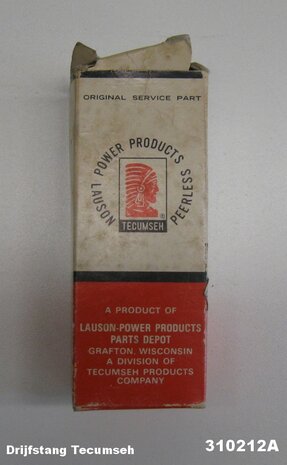 ORIGINAL SERVICE PART
LAUSON POWER PRODUCTS PEERLESS
TECUMSEH
®
A PRODUCT OF
LAUSON-POWER PRODUCTS
PARTS DEPOT
GRAFTON, WISCONSIN
A DIVISION OF
TECUMSEH PRODUCTS
COMPANY
Drijfstang Tecumseh
310212A